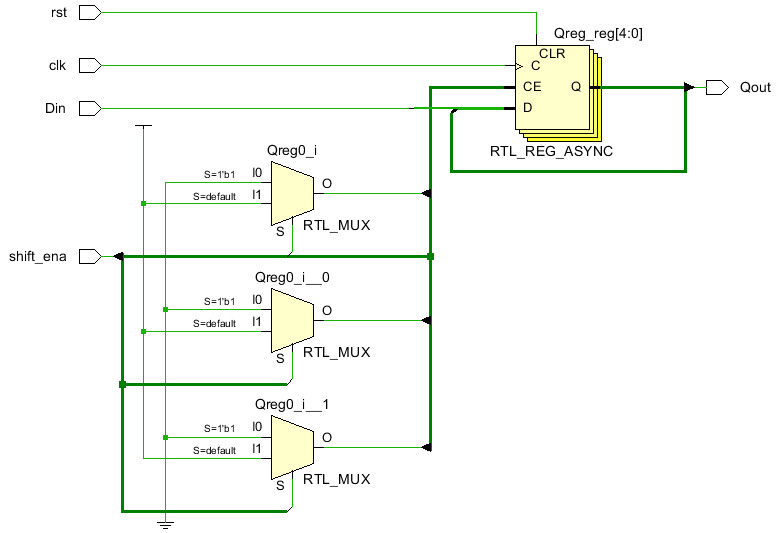 rst
Qreg_reg[4:0]
CLR
clk
C
CE
Q
Qout
Din
D
RTL_REG_ASYNC
Qreg0_i
S=1'b1
I0
O
S=default
I1
S
RTL_MUX
shift_ena
Qreg0_i__0
S=1'b1
I0
O
S=default
I1
S
RTL_MUX
Qreg0_i__1
S=1'b1
I0
O
S=default
I1
S
RTL_MUX